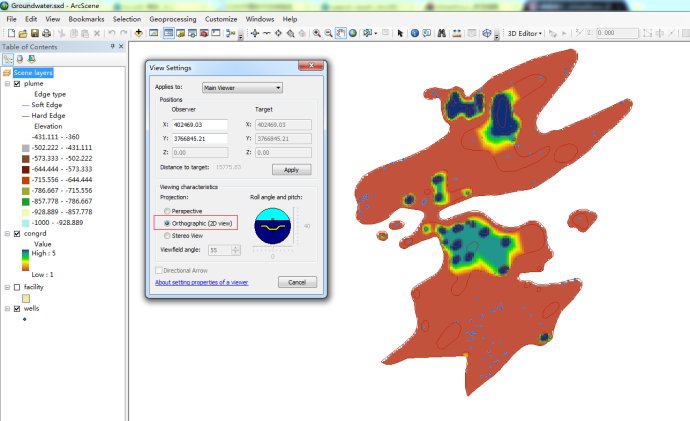 Groundwater.sxd - ArcScene
File Edit View Bookmarks Selection Geoprocessing Customize Windows Help
3D Editor
Table Of Contents
Scene layers
plume
Edge type
Soft Edge
Hard Edge
Elevation
-431.111 - -360
-502.222 - -431.111
-573.333 - -502.222
-644.444 - -573.333
-715.556 - -644.444
-786.667 - -715.556
-857.778 - -786.667
-928.889 - -857.778
-1000 - -928.889
congrd
Value
High : 5
Low : 1
facility
wells
View Settings
Applies to: Main Viewer
Positions
Observer Target
X: 402469.03 X: 402469.03
Y: 3766845.21 Y: 3766845.21
Z: 0.00 Z: 0.00
Distance to target: 15775.83 Apply
Viewing characteristics
Projection: Roll angle and pitch:
Perspective
Orthographic (2D view)
Stereo View
40
Viewfield angle: 55
0
Directional Arrow
About setting properties of a viewer
Cancel